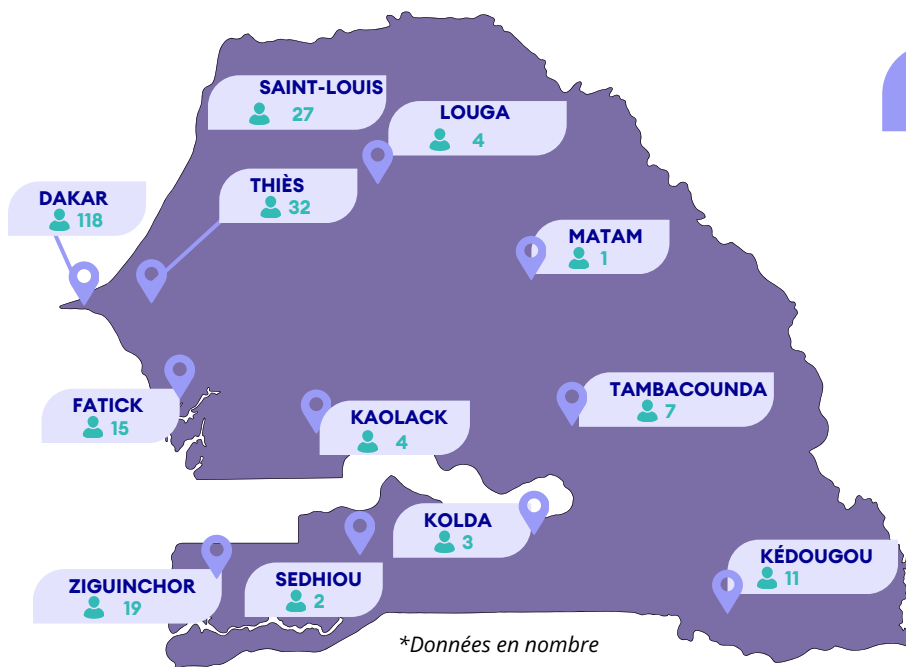 SAINT-LOUIS
27
LOUGA
4
THIÈS
32
DAKAR
118
MATAM
1
TAMBACOUNDA
7
FATICK
15
KAOLACK
4
KOLDA
3
KÉDOUGOU
11
ZIGUINCHOR
19
SEDHIOU
2
*Données en nombre